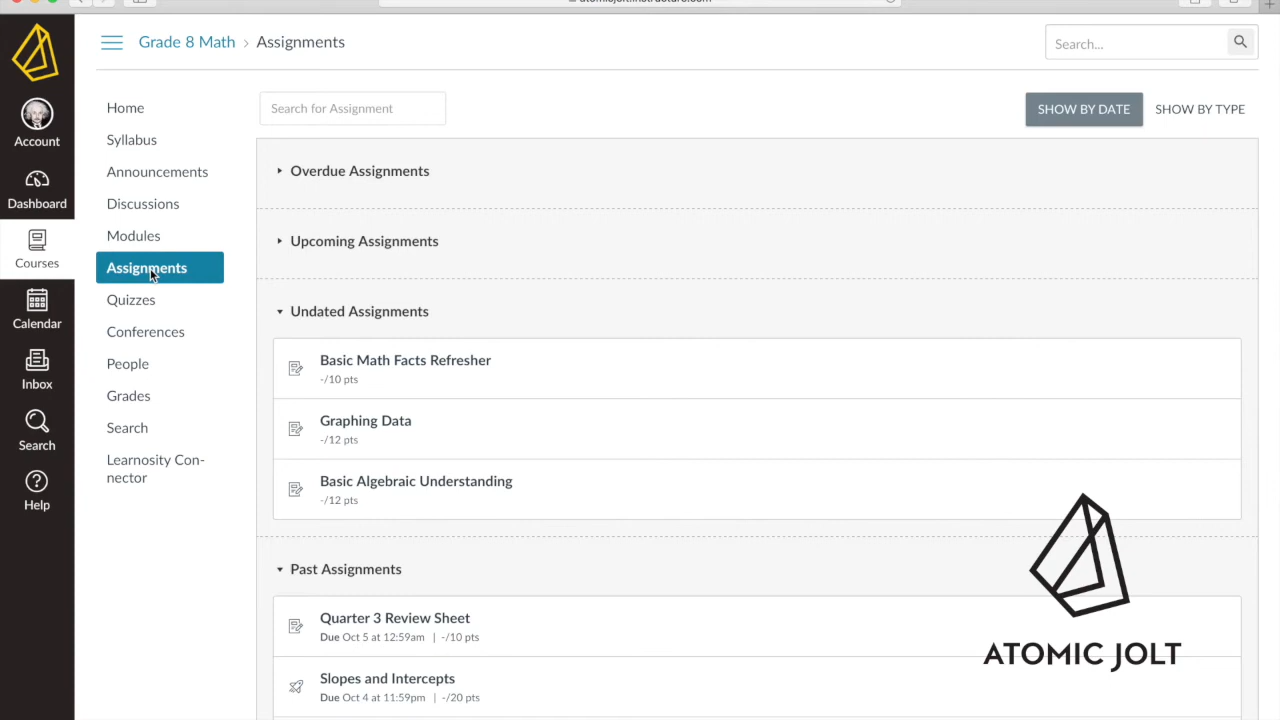 atomicjolt.instructure.com
Grade 8 Math › Assignments
Search...
Account
Dashboard
Courses
Calendar
Inbox
Search
Help
Home
Syllabus
Announcements
Discussions
Modules
Assignments
Quizzes
Conferences
People
Grades
Search
Learnosity Con-
nector
Search for Assignment
SHOW BY DATE
SHOW BY TYPE
Overdue Assignments
Upcoming Assignments
Undated Assignments
Basic Math Facts Refresher
-/10 pts
Graphing Data
-/12 pts
Basic Algebraic Understanding
-/12 pts
Past Assignments
Quarter 3 Review Sheet
Due Oct 5 at 12:59am | -/10 pts
Slopes and Intercepts
Due Oct 4 at 11:59pm | -/20 pts
ATOMIC JOLT